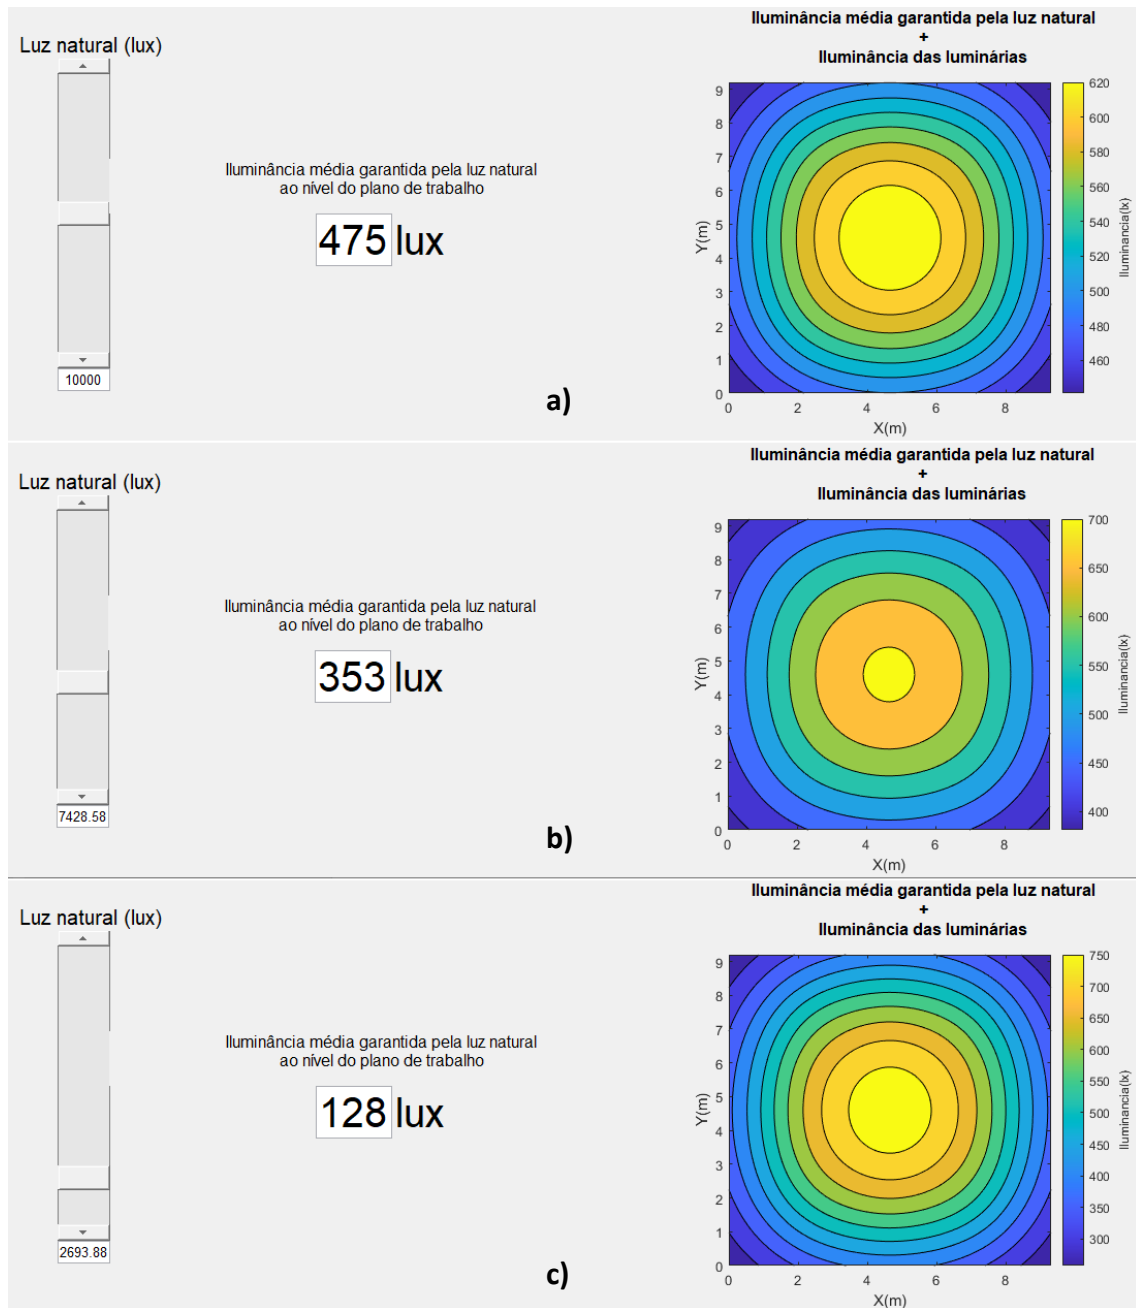 Luz natural (lux)
10000
Iluminância média garantida pela luz natural
ao nível do plano de trabalho
475 lux
a)
Iluminância média garantida pela luz natural
+
Iluminância das luminárias
9
8
7
6
5
4
3
2
1
0
Y(m)
0 2 4 6 8
X(m)
620
600
580
560
540
520
500
480
460
Iluminancia(lx)
Luz natural (lux)
7428.58
Iluminância média garantida pela luz natural
ao nível do plano de trabalho
353 lux
b)
Iluminância média garantida pela luz natural
+
Iluminância das luminárias
9
8
7
6
5
4
3
2
1
0
Y(m)
0 2 4 6 8
X(m)
700
650
600
550
500
450
400
Iluminancia(lx)
Luz natural (lux)
2693.88
Iluminância média garantida pela luz natural
ao nível do plano de trabalho
128 lux
c)
Iluminância média garantida pela luz natural
+
Iluminância das luminárias
9
8
7
6
5
4
3
2
1
0
Y(m)
0 2 4 6 8
X(m)
750
700
650
600
550
500
450
400
350
300
Iluminancia(lx)